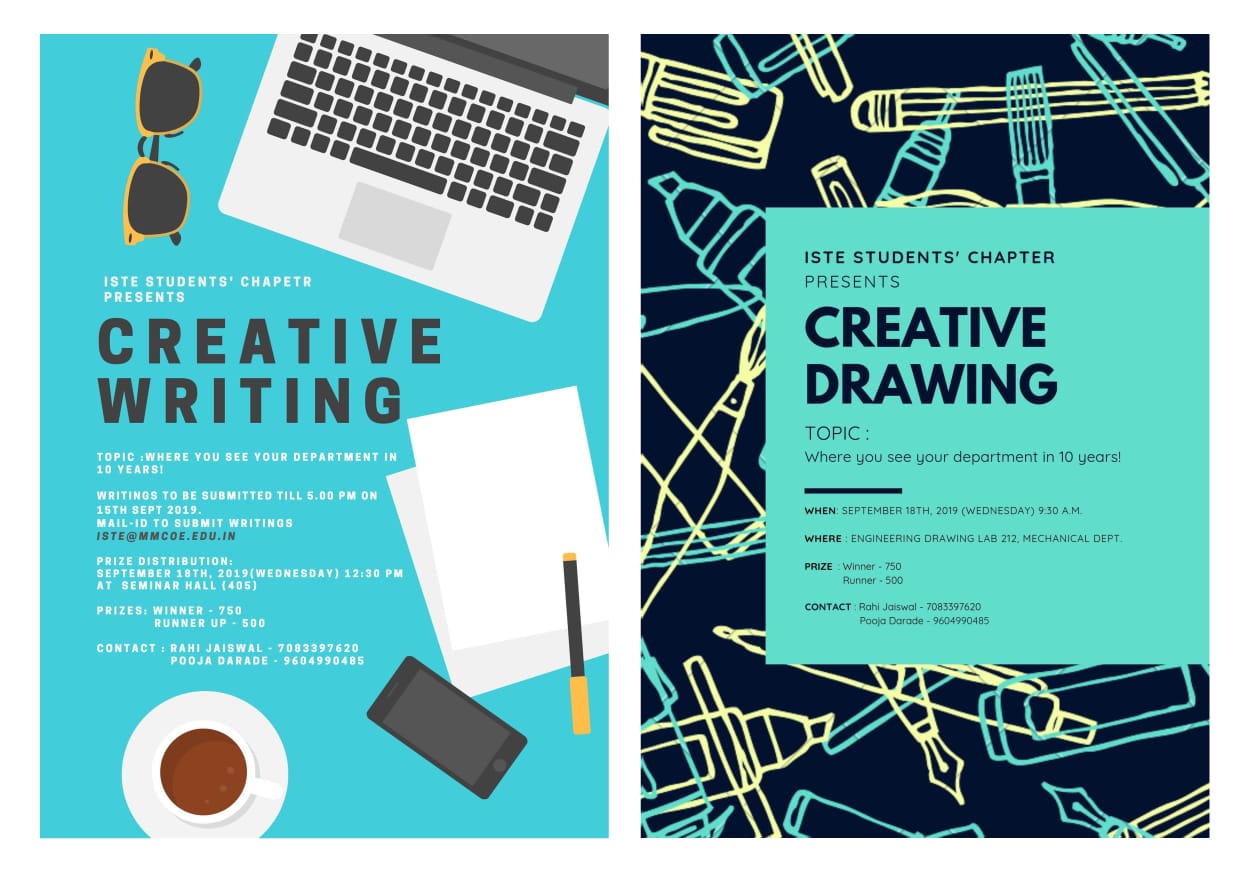 ISTE STUDENTS' CHAPETR
PRESENTS
CREATIVE
WRITING
TOPIC :WHERE YOU SEE YOUR DEPARTMENT IN
10 YEARS!
WRITINGS TO BE SUBMITTED TILL 5.00 PM ON
15TH SEPT 2019.
MAIL-ID TO SUBMIT WRITINGS
ISTE@MMCOE.EDU.IN
PRIZE DISTRIBUTION:
SEPTEMBER 18TH, 2019(WEDNESDAY) 12:30 PM
AT SEMINAR HALL (405)
PRIZES: WINNER - 750
RUNNER UP - 500
CONTACT : RAHI JAISWAL - 7083397620
POOJA DARADE - 9604990485
ISTE STUDENTS' CHAPTER
PRESENTS
CREATIVE
DRAWING
TOPIC :
Where you see your department in 10 years!
WHEN: SEPTEMBER 18TH, 2019 (WEDNESDAY) 9:30 A.M.
WHERE : ENGINEERING DRAWING LAB 212, MECHANICAL DEPT.
PRIZE : Winner - 750
Runner - 500
CONTACT : Rahi Jaiswal - 7083397620
Pooja Darade - 9604990485